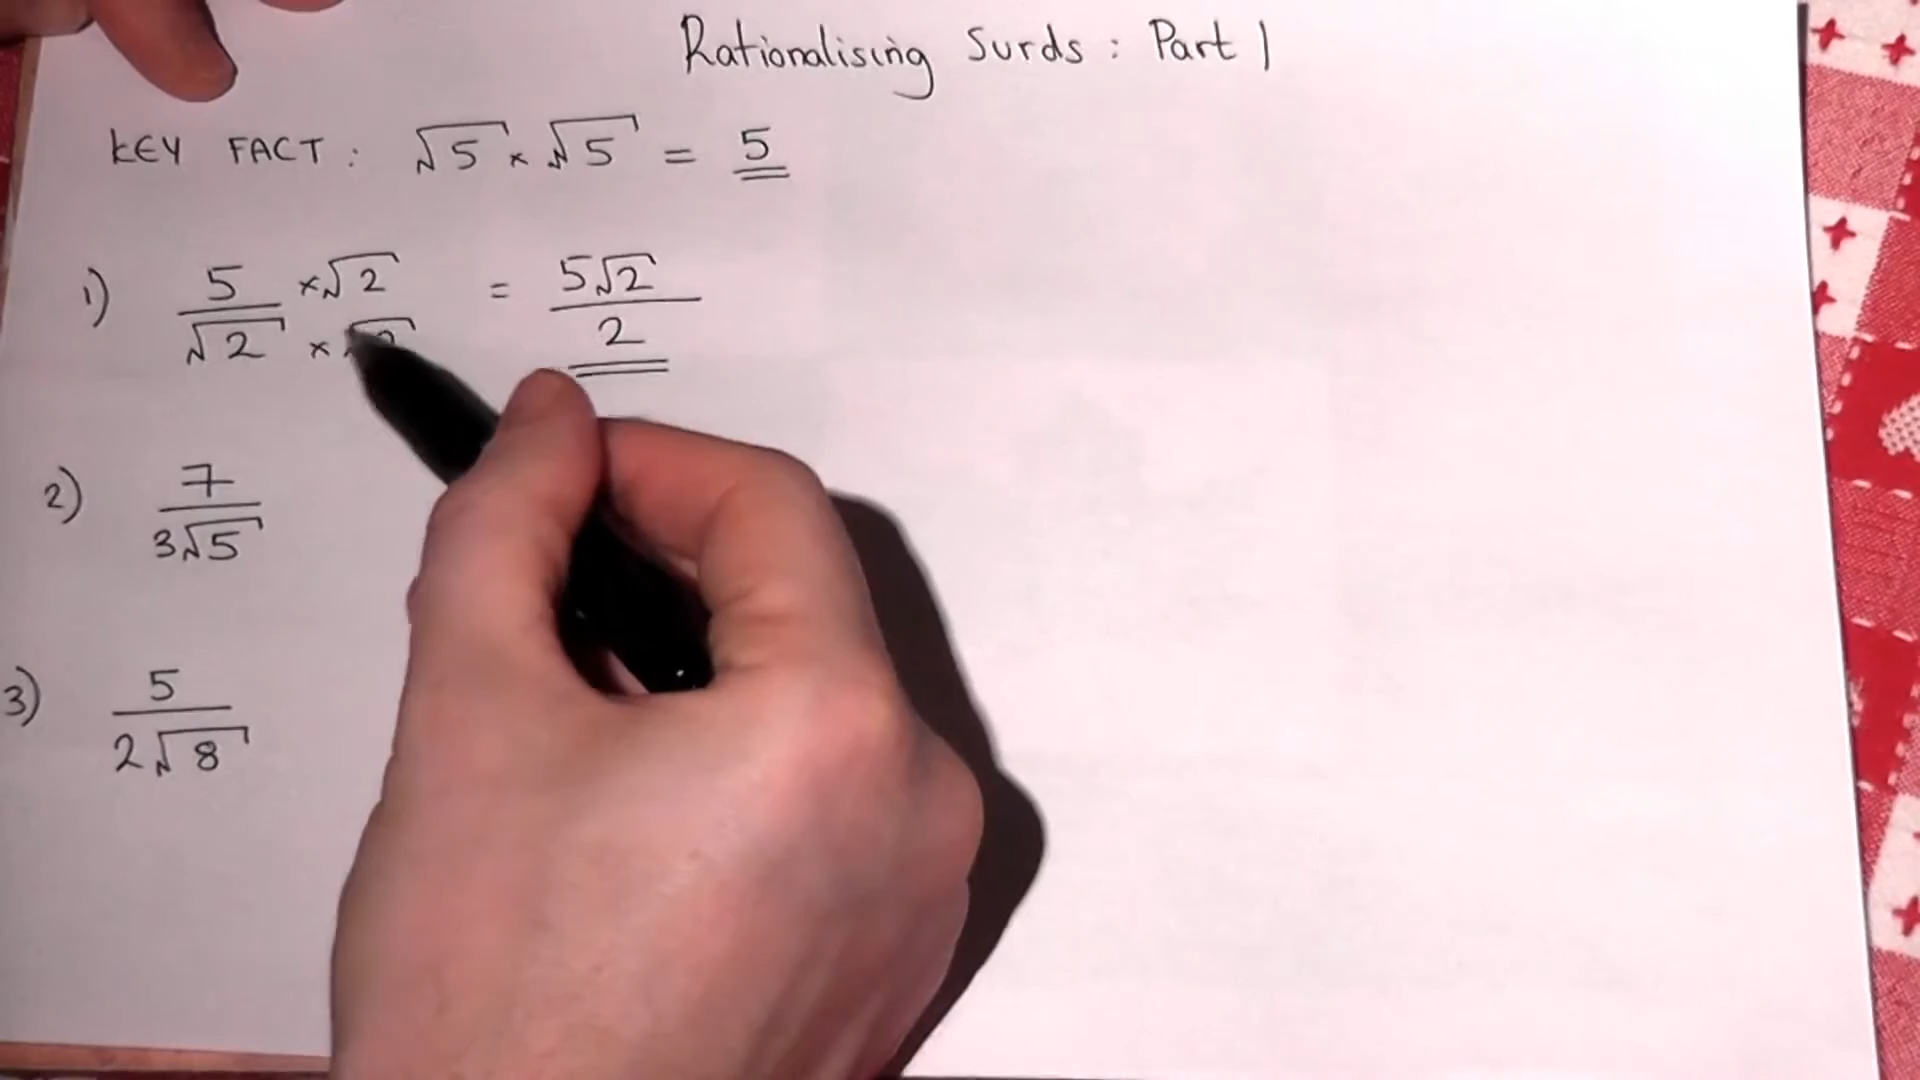 Rationalising Surds : Part 1
KEY FACT : √5 × √5 = 5
1) 5/√2 ×√2/×√2 = 5√2/2
2) 7/3√5
3) 5/2√8